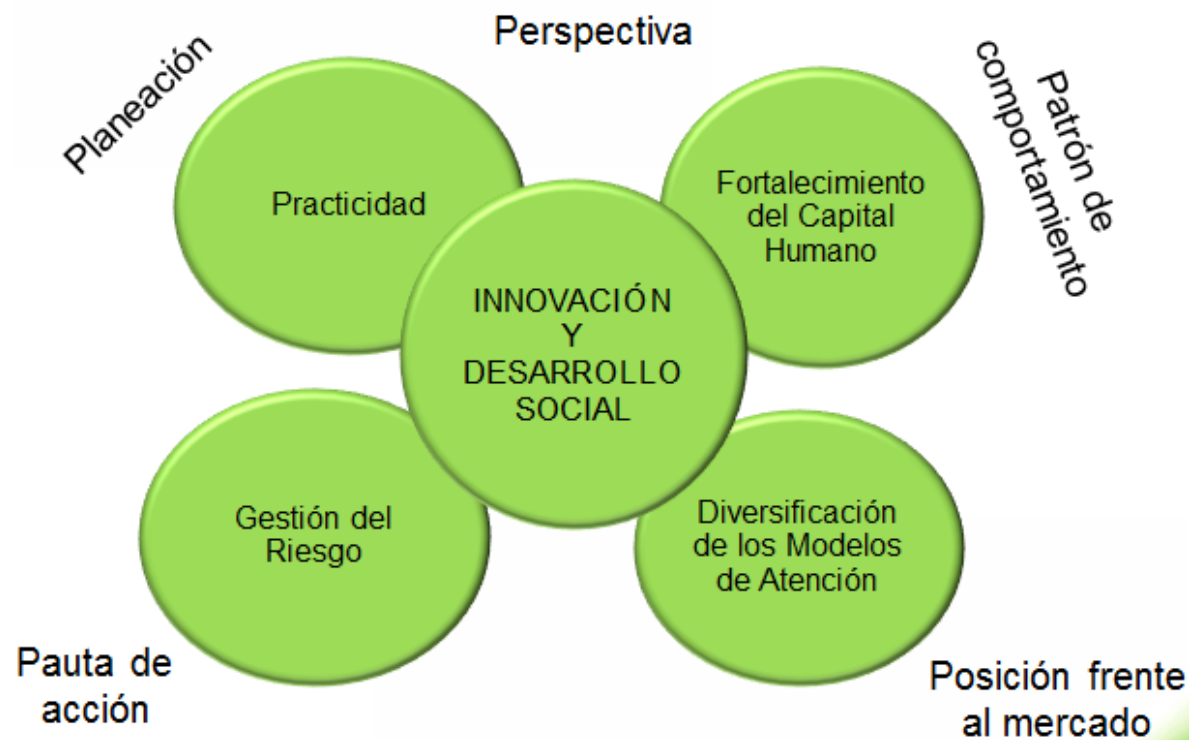 Perspectiva
Planeación
Patrón de
comportamiento
Practicidad
Fortalecimiento
del Capital
Humano
INNOVACIÓN
Y
DESARROLLO
SOCIAL
Gestión del
Riesgo
Diversificación
de los Modelos
de Atención
Pauta de
acción
Posición frente
al mercado